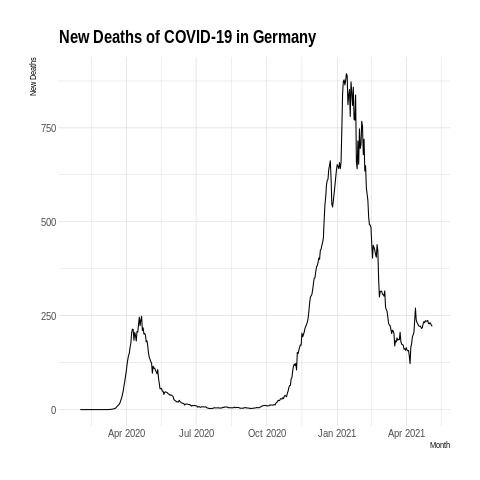 New Deaths of COVID-19 in Germany
New Deaths
750
500
250
0
Apr 2020
Jul 2020
Oct 2020
Jan 2021
Apr 2021
Month